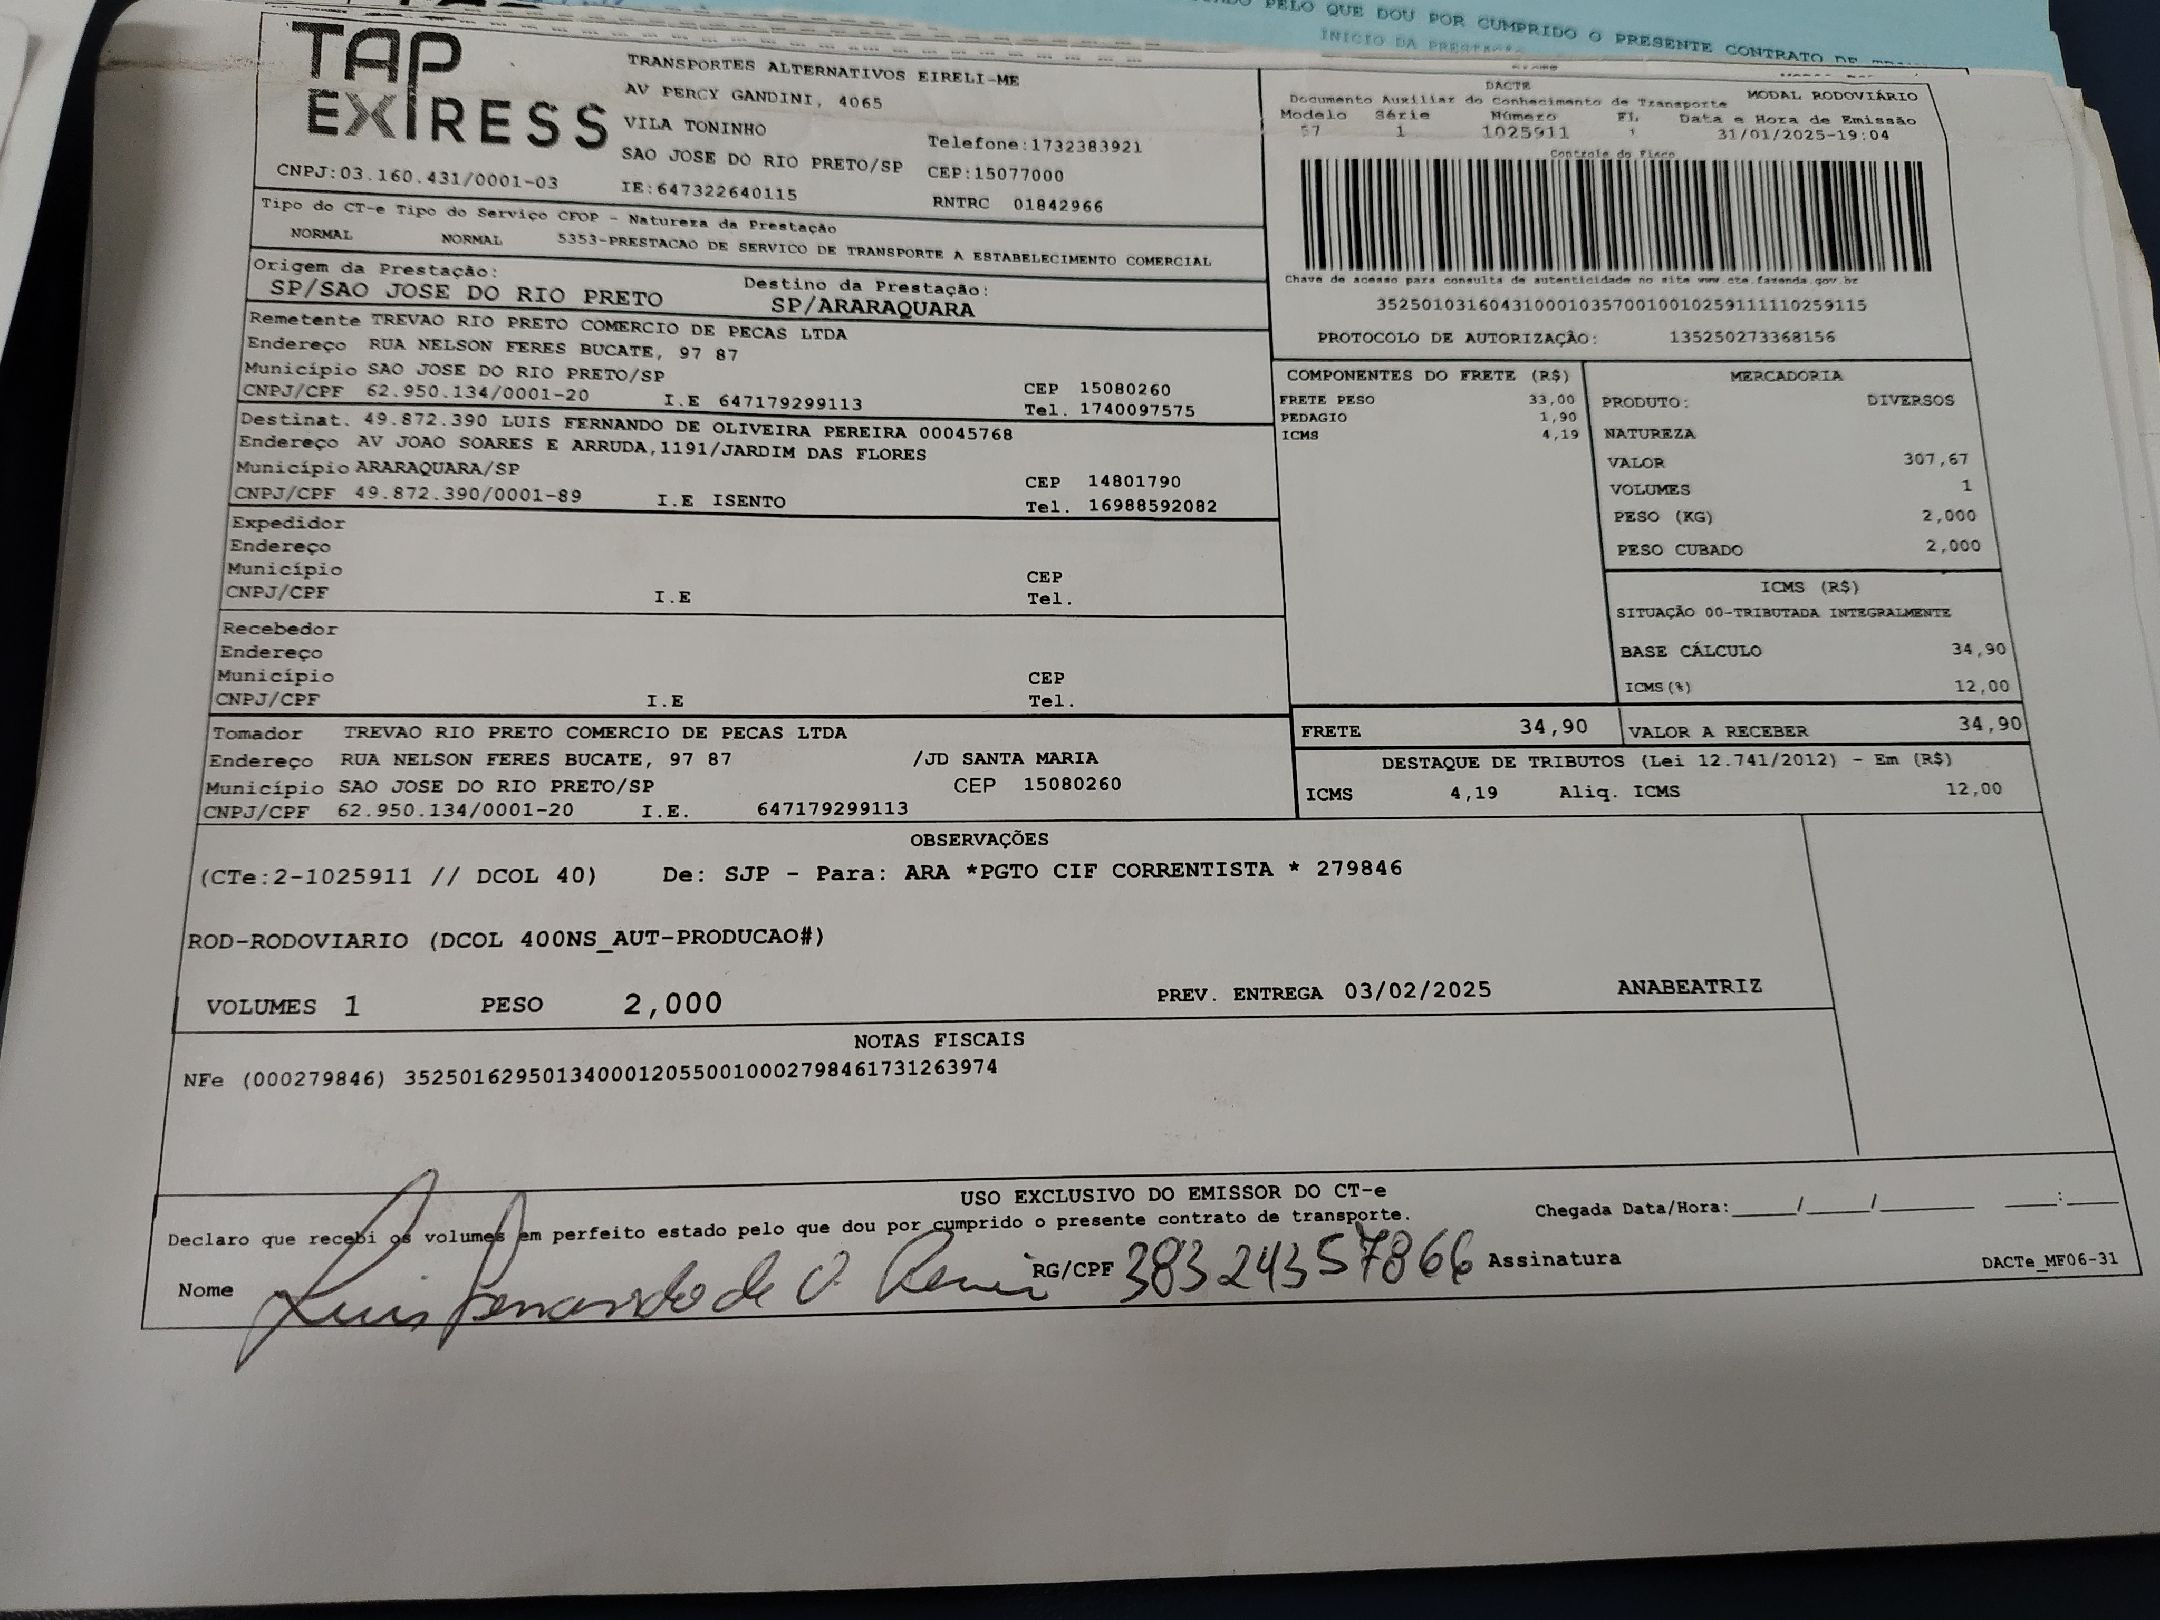 PELO QUE DOU POR CUMPRIDO O PRESENTE CONTRATO DE
INÍCIO DA
TAP EXPRESS
TRANSPORTES ALTERNATIVOS EIRELI-ME
AV PERCY GANDINI, 4065
VILA TONINHO
SAO JOSE DO RIO PRETO/SP
IE:647322640115
Telefone:1732383921
CEP:15077000
RNTRC 01842966
CNPJ:03.160.431/0001-03
DACTE
Documento Auxiliar do Conhecimento de Transporte MODAL RODOVIÁRIO
Modelo Série Número FL Data e Hora de Emissão
57 1 1025911 1 31/01/2025-19:04
Controle do Fisco
Chave de acesso para consulta de autenticidade no site www.cte.fazenda.gov.br
35250103160431000103570010010259111110259115
PROTOCOLO DE AUTORIZAÇÃO: 135250273368156
Tipo do CT-e Tipo do Serviço CFOP - Natureza da Prestação
NORMAL NORMAL 5353-PRESTACAO DE SERVICO DE TRANSPORTE A ESTABELECIMENTO COMERCIAL
Origem da Prestação: Destino da Prestação:
SP/SAO JOSE DO RIO PRETO SP/ARARAQUARA
Remetente TREVAO RIO PRETO COMERCIO DE PECAS LTDA
Endereço RUA NELSON FERES BUCATE, 97 87
Município SAO JOSE DO RIO PRETO/SP CEP 15080260
CNPJ/CPF 62.950.134/0001-20 I.E 647179299113 Tel. 1740097575
Destinat. 49.872.390 LUIS FERNANDO DE OLIVEIRA PEREIRA 00045768
Endereço AV JOAO SOARES E ARRUDA,1191/JARDIM DAS FLORES
Município ARARAQUARA/SP CEP 14801790
CNPJ/CPF 49.872.390/0001-89 I.E ISENTO Tel. 16988592082
Expedidor
Endereço
Município CEP
CNPJ/CPF I.E Tel.
Recebedor
Endereço
Município CEP
CNPJ/CPF I.E Tel.
Tomador TREVAO RIO PRETO COMERCIO DE PECAS LTDA
Endereço RUA NELSON FERES BUCATE, 97 87 /JD SANTA MARIA
Município SAO JOSE DO RIO PRETO/SP CEP 15080260
CNPJ/CPF 62.950.134/0001-20 I.E. 647179299113
COMPONENTES DO FRETE (R$)
FRETE PESO 33,00
PEDAGIO 1,90
ICMS 4,19
MERCADORIA
PRODUTO: DIVERSOS
NATUREZA
VALOR 307,67
VOLUMES 1
PESO (KG) 2,000
PESO CUBADO 2,000
ICMS (R$)
SITUAÇÃO 00-TRIBUTADA INTEGRALMENTE
BASE CÁLCULO 34,90
ICMS(%) 12,00
FRETE 34,90 VALOR A RECEBER 34,90
DESTAQUE DE TRIBUTOS (Lei 12.741/2012) - Em (R$)
ICMS 4,19 Aliq. ICMS 12,00
OBSERVAÇÕES
(CTe:2-1025911 // DCOL 40) De: SJP - Para: ARA *PGTO CIF CORRENTISTA * 279846
ROD-RODOVIARIO (DCOL 400NS_AUT-PRODUCAO#)
VOLUMES 1 PESO 2,000 PREV. ENTREGA 03/02/2025 ANABEATRIZ
NOTAS FISCAIS
NFe (000279846) 35250162950134000120550010002798461731263974
USO EXCLUSIVO DO EMISSOR DO CT-e
Declaro que recebi os volumes em perfeito estado pelo que dou por cumprido o presente contrato de transporte. Chegada Data/Hora:____/____/______ ___:___
Nome Luis Fernando de O. RG/CPF 38324357866 Assinatura
DACTe_MF06-31